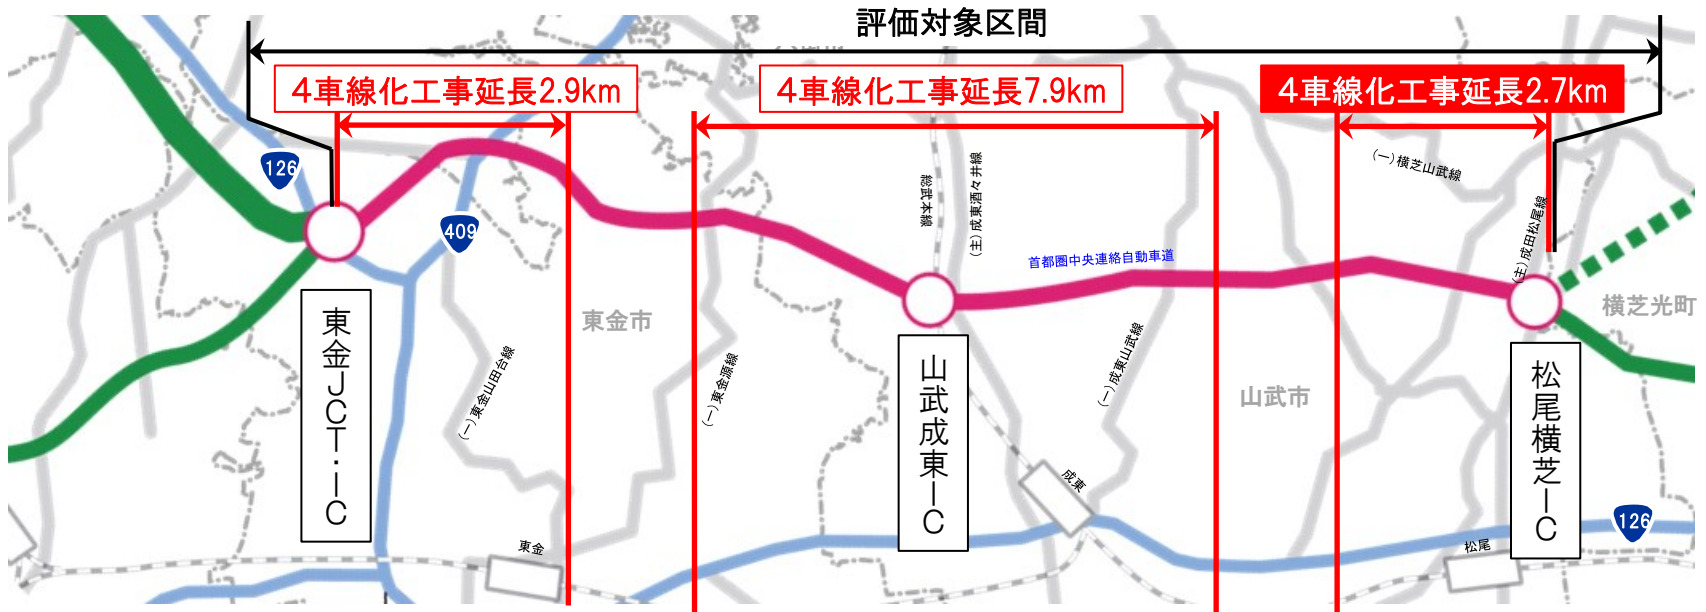 評価対象区間
4車線化工事延長2.9km
4車線化工事延長7.9km
4車線化工事延長2.7km
126
409
総武本線
(主)成東酒々井線
(一)横芝山武線
(主)成田松尾線
首都圏中央連絡自動車道
東金市
横芝光町
山武市
(一)東金山田台線
(一)東金源線
(一)成東山武線
東金JCT・IC
山武成東IC
松尾横芝IC
成東
東金
松尾
126